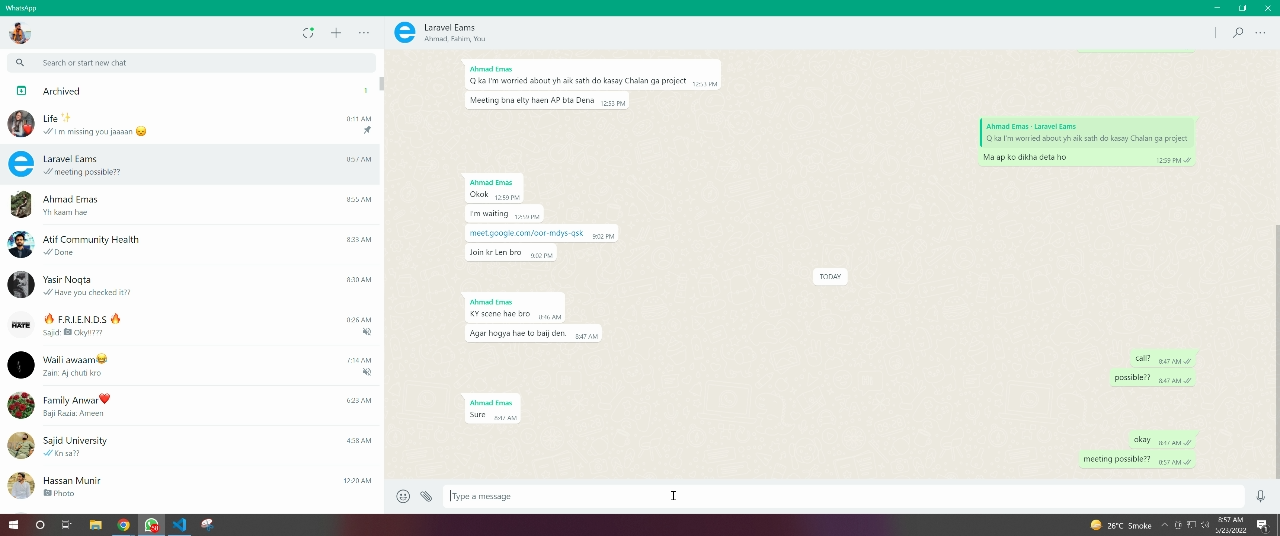 WhatsApp
Search or start new chat
Archived
1
Life ✨
8:11 AM
I'm missing you jaaaan 😞
Laravel Eams
8:57 AM
meeting possible??
Ahmad Emas
8:55 AM
Yh kaam hae
Atif Community Health
8:33 AM
Done
Yasir Noqta
8:30 AM
Have you checked it??
🔥 F.R.I.E.N.D.S 🔥
8:26 AM
Sajid: 📷 Oky!!???
Waili awaam😂
7:14 AM
Zain: Aj chuti kro
Family Anwar❤️
6:23 AM
Baji Razia: Ameen
Sajid University
4:58 AM
Kn sa??
Hassan Munir
12:20 AM
Photo
Laravel Eams
Ahmad, Fahim, You
Ahmad Emas
Q ka I'm worried about yh aik sath do kasay Chalan ga project 12:53 PM
Meeting bna elty haen AP bta Dena 12:53 PM
Ahmad Emas · Laravel Eams
Q ka I'm worried about yh aik sath do kasay Chalan ga project
Ma ap ko dikha deta ho 12:59 PM
Ahmad Emas
Okok 12:59 PM
I'm waiting 12:59 PM
meet.google.com/oor-mdys-qsk 9:02 PM
Join kr Len bro 9:02 PM
TODAY
Ahmad Emas
KY scene hae bro 8:46 AM
Agar hogya hae to baij den. 8:47 AM
call? 8:47 AM
possible?? 8:47 AM
Ahmad Emas
Sure 8:47 AM
okay 8:47 AM
meeting possible?? 8:57 AM
Type a message
26°C Smoke
8:57 AM
5/23/2022